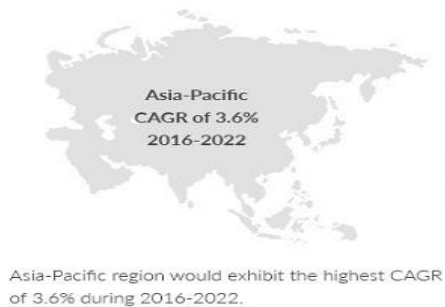 Asia-Pacific
CAGR of 3.6%
2016-2022
Asia-Pacific region would exhibit the highest CAGR
of 3.6% during 2016-2022.